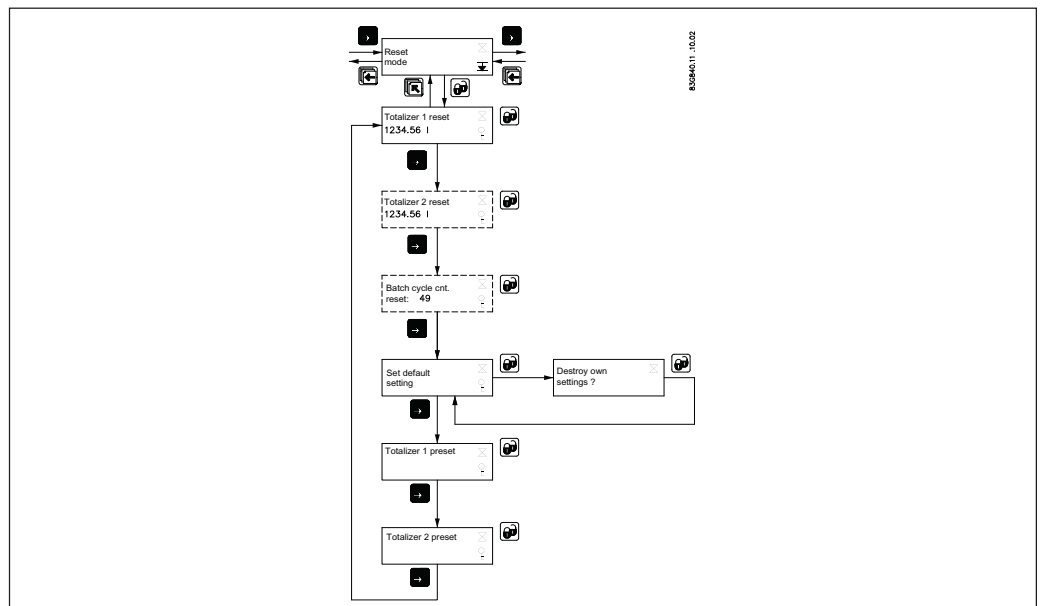 Reset
mode
836840.11 .10.02
Totalizer 1 reset
1234.56 l
Totalizer 2 reset
1234.56 l
Batch cycle cnt.
reset: 49
Set default
setting
Destroy own
settings ?
Totalizer 1 preset
Totalizer 2 preset